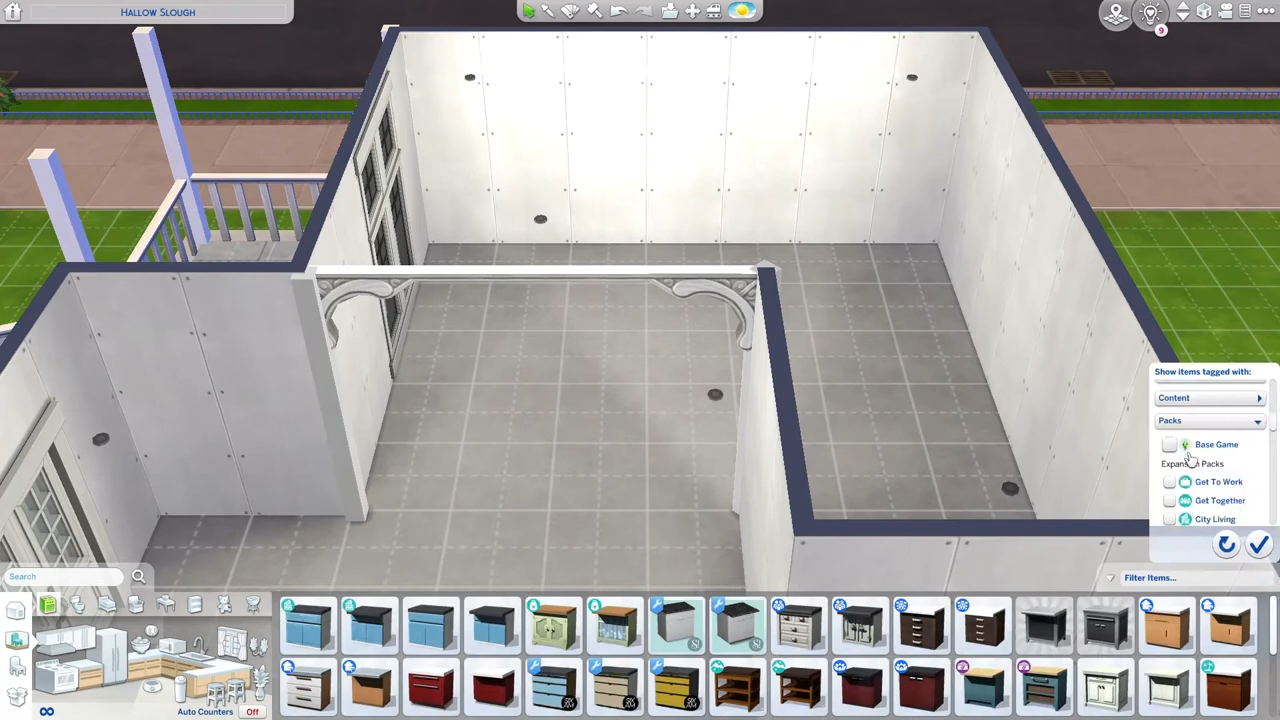 HALLOW SLOUGH
9
Show items tagged with:
Content
Packs
Base Game
Expansion Packs
Get To Work
Get Together
City Living
Filter Items...
Search
Auto Counters
Off